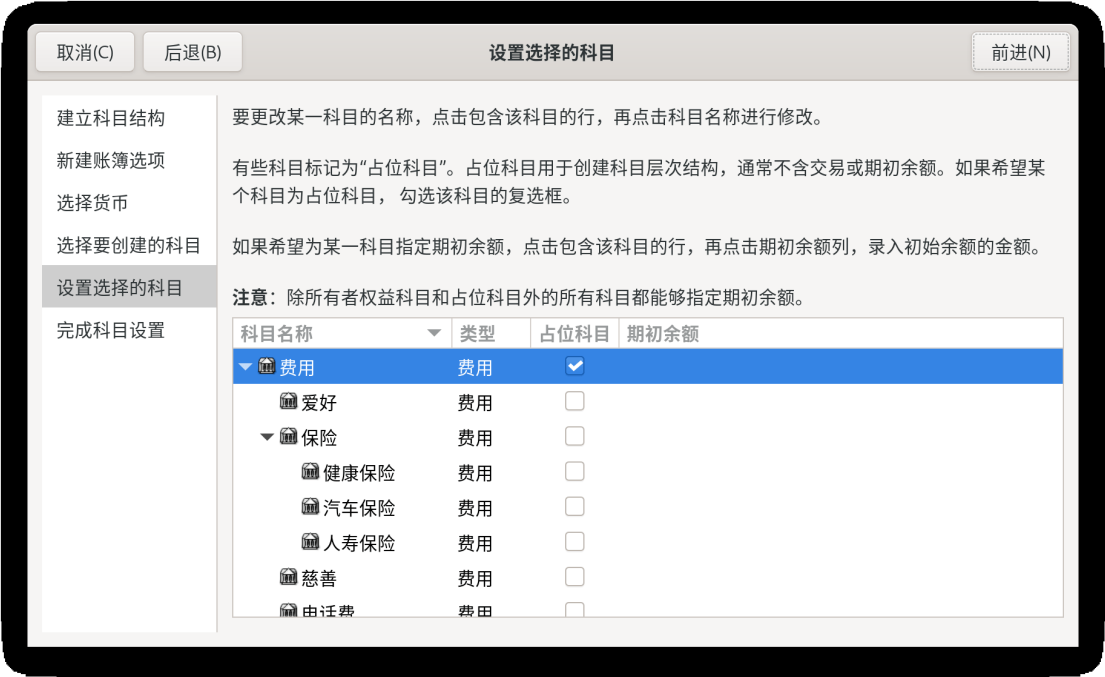 取消(C)
后退(B)
设置选择的科目
前进(N)
建立科目结构
新建账簿选项
选择货币
选择要创建的科目
设置选择的科目
完成科目设置
要更改某一科目的名称，点击包含该科目的行，再点击科目名称进行修改。
有些科目标记为“占位科目”。占位科目用于创建科目层次结构，通常不含交易或期初余额。如果希望某
个科目为占位科目， 勾选该科目的复选框。
如果希望为某一科目指定期初余额，点击包含该科目的行，再点击期初余额列，录入初始余额的金额。
注意：除所有者权益科目和占位科目外的所有科目都能够指定期初余额。
科目名称 类型 占位科目 期初余额
费用 费用
爱好 费用
保险 费用
健康保险 费用
汽车保险 费用
人寿保险 费用
慈善 费用
电话费 费用